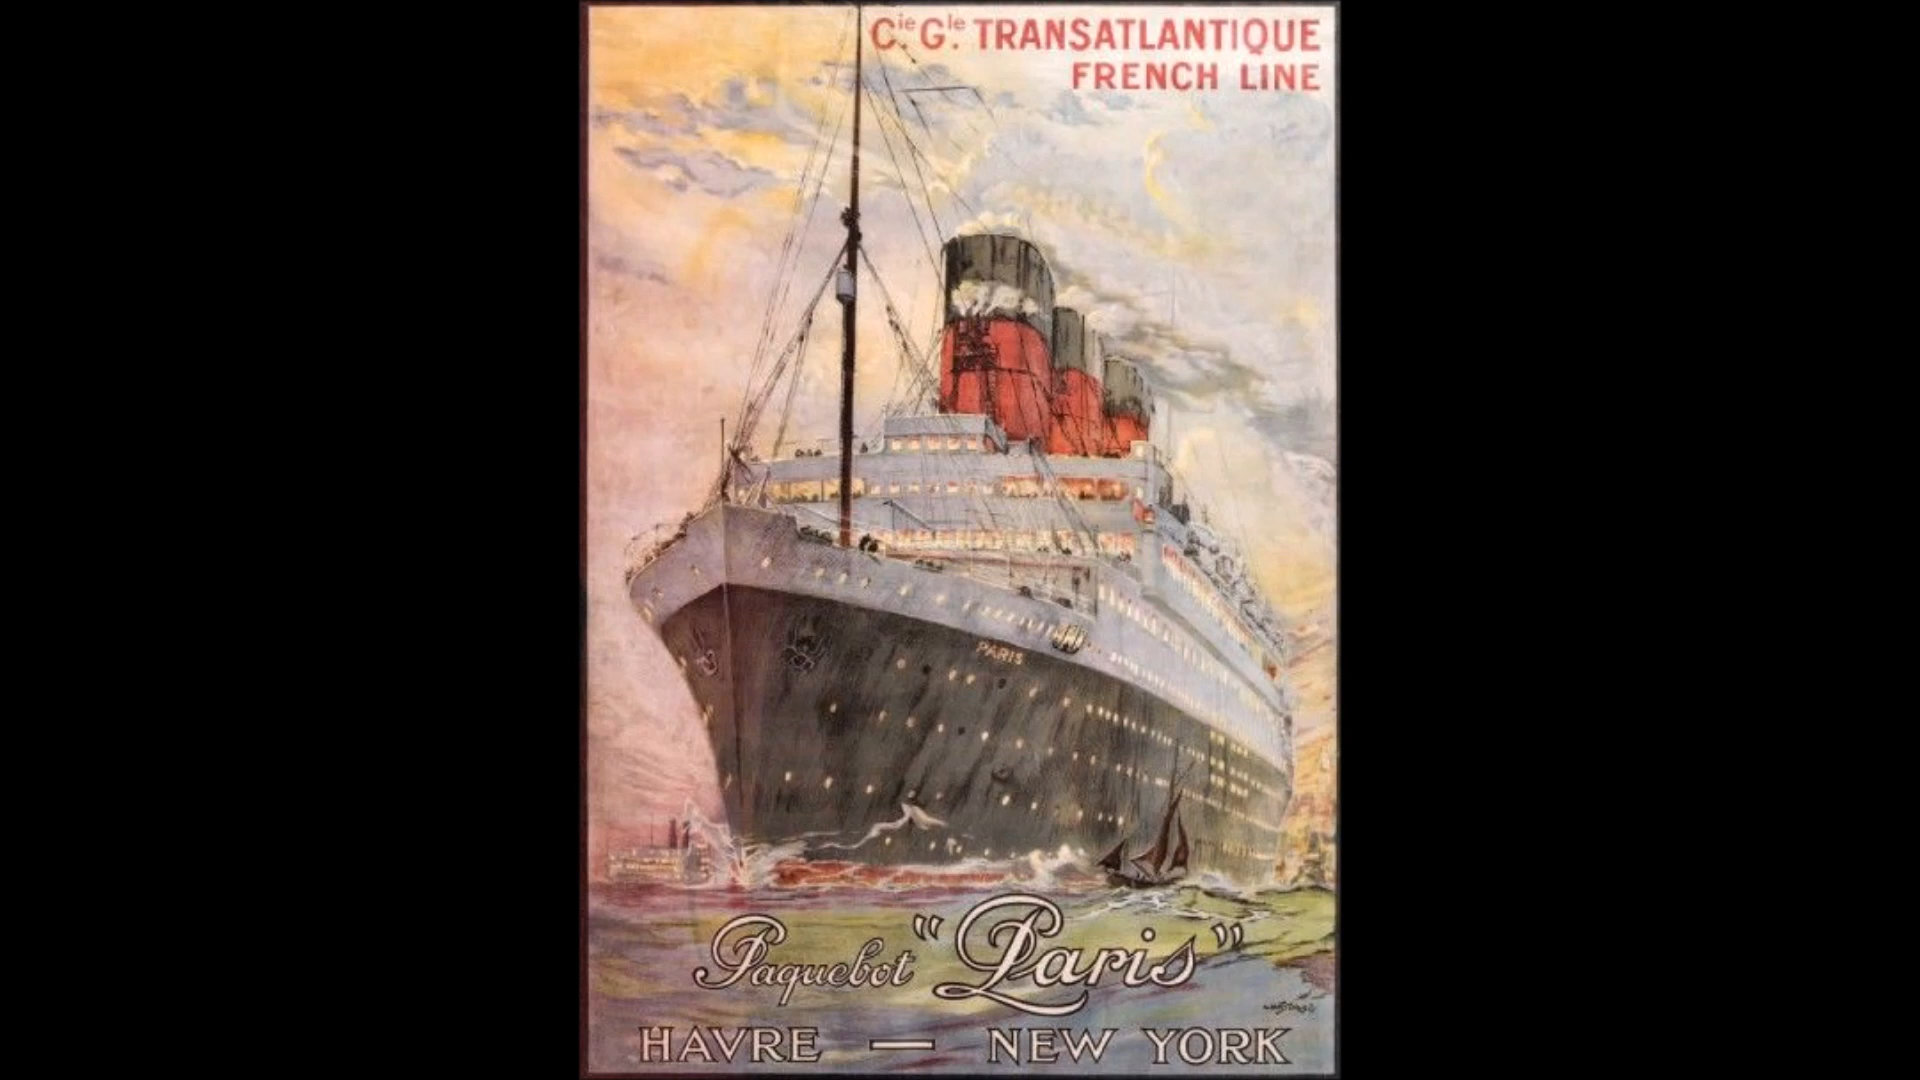 Cie Gle TRANSATLANTIQUE
FRENCH LINE
PARIS
Paquebot "Paris"
HAVRE — NEW YORK